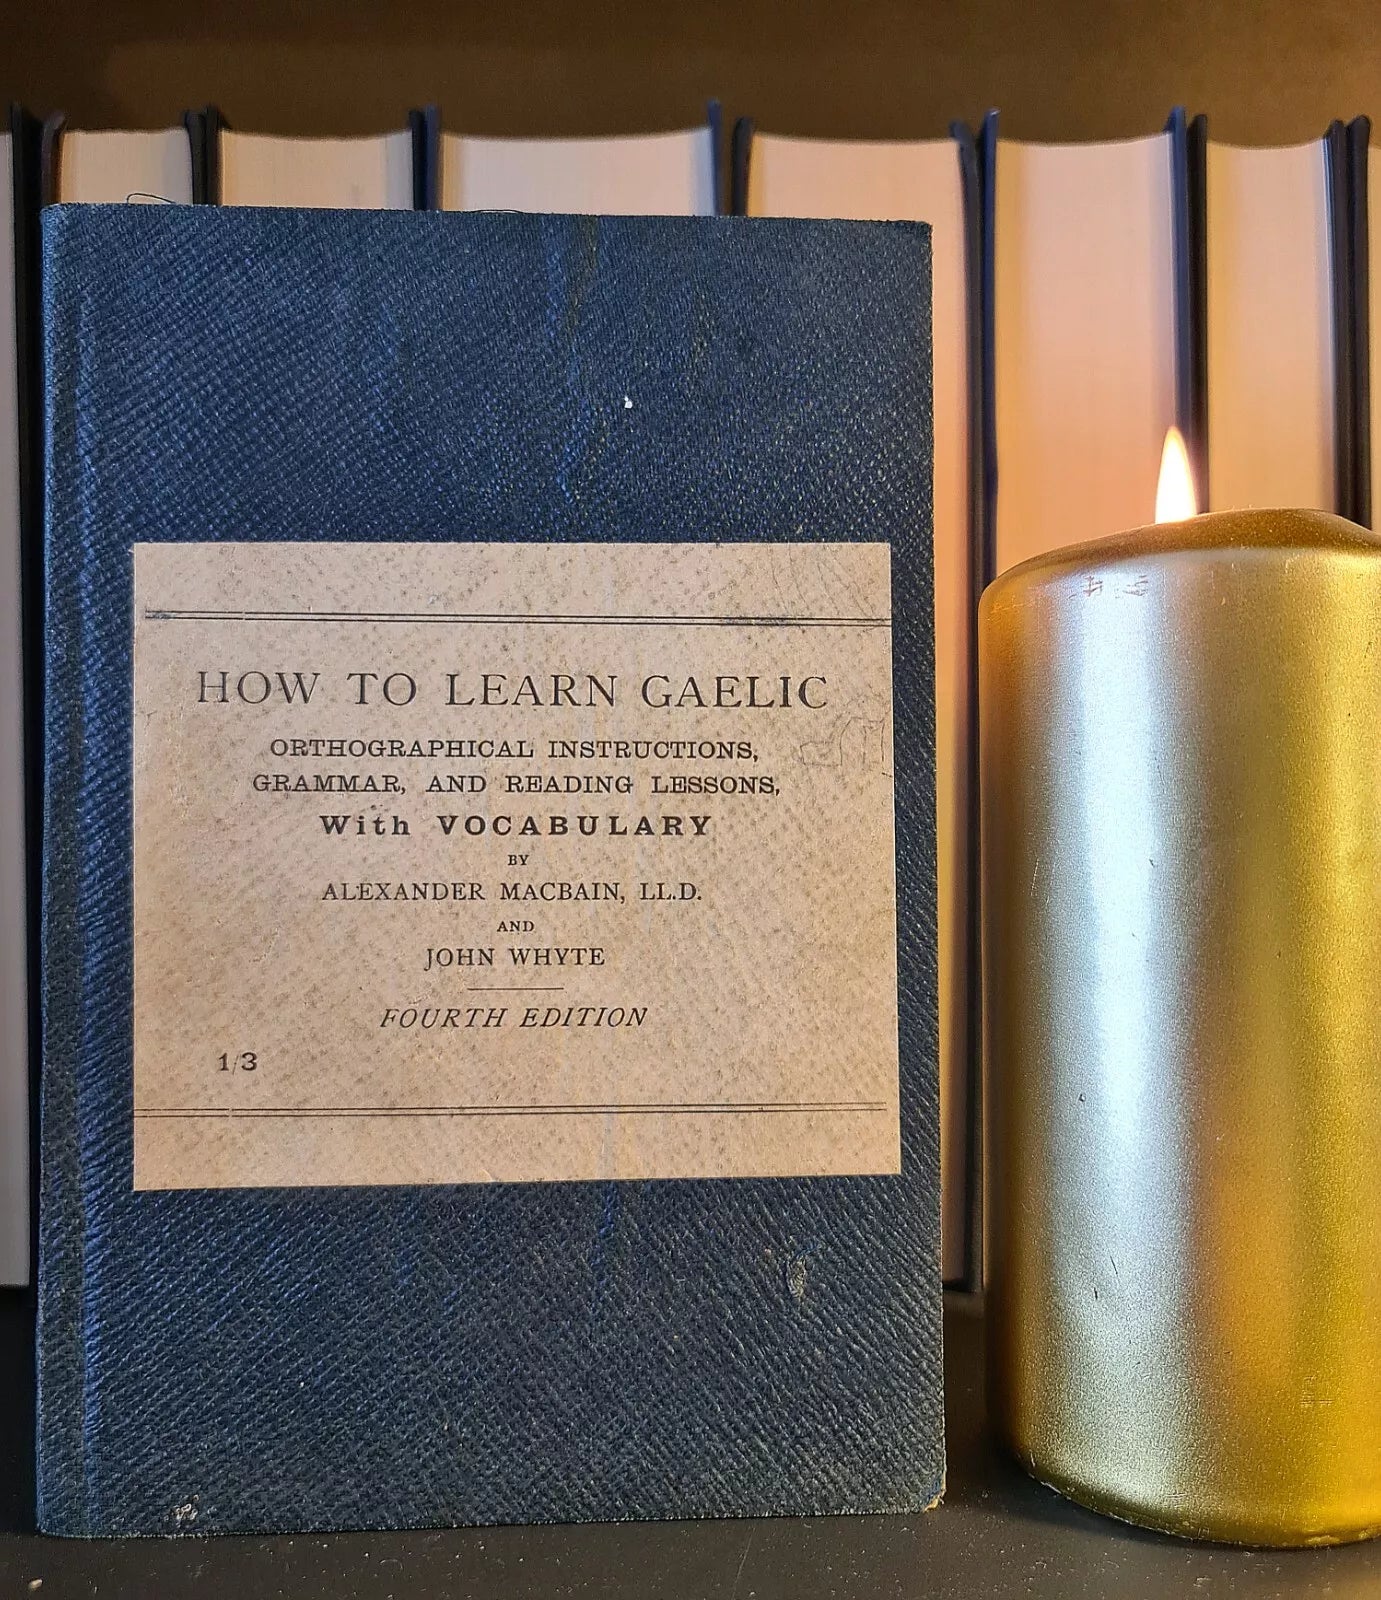 HOW TO LEARN GAELIC
ORTHOGRAPHICAL INSTRUCTIONS,
GRAMMAR, AND READING LESSONS,
With VOCABULARY
BY
ALEXANDER MACBAIN, LL.D.
AND
JOHN WHYTE
FOURTH EDITION
1/3